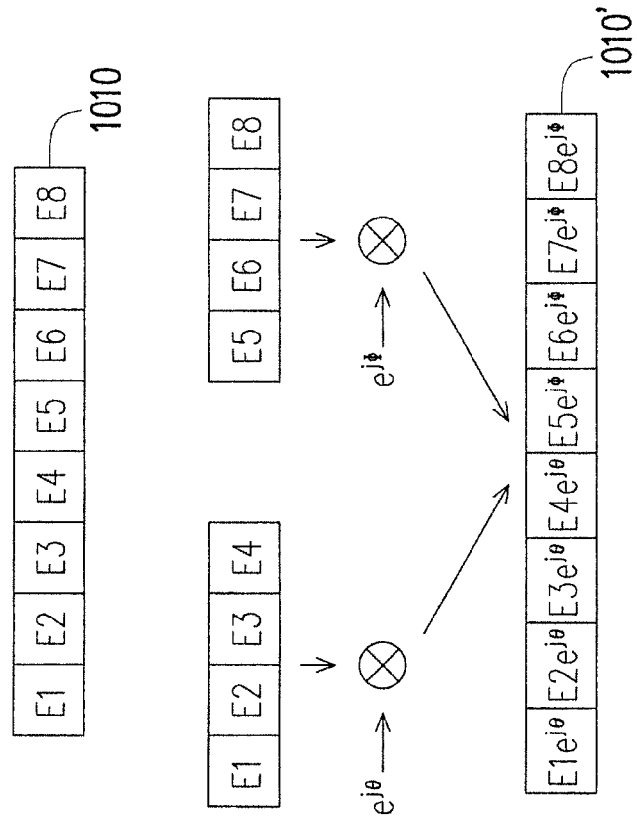 E1 E2 E3 E4 E5 E6 E7 E8
1010
E1 E2 E3 E4
E5 E6 E7 E8
e^jθ
e^jΦ
E1e^jθ E2e^jθ E3e^jθ E4e^jθ E5e^jΦ E6e^jΦ E7e^jΦ E8e^jΦ
1010'